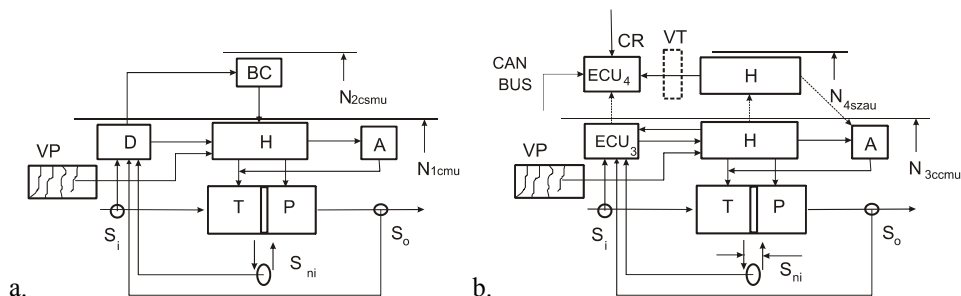 BC
N2csmu
D
H
A
N1cmu
VP
T
P
Si
So
Sni
a.
CR
VT
CAN
BUS
ECU4
H
N4szau
ECU3
H
A
N3ccmu
VP
T
P
Si
So
Sni
b.